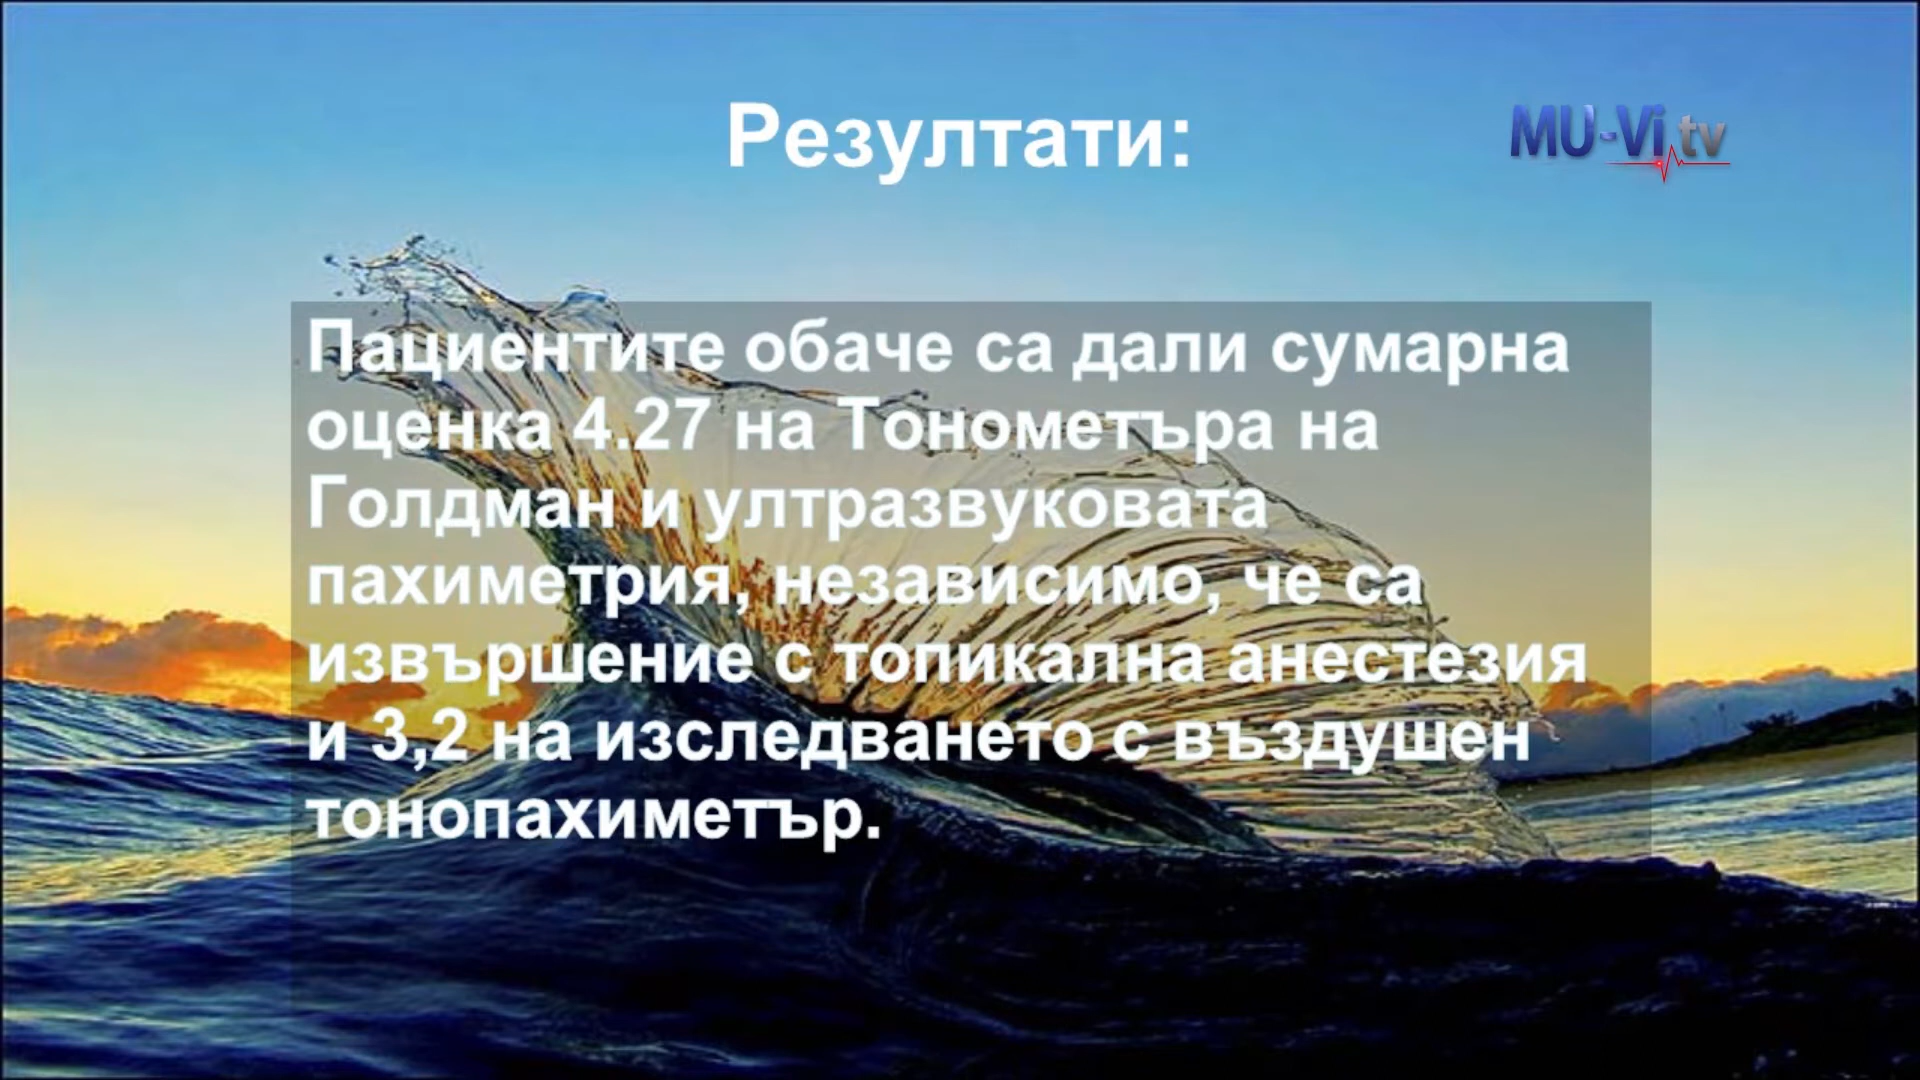 Резултати:
MU-Vi.tv
Пациентите обаче са дали сумарна
оценка 4.27 на Тонометъра на
Голдман и ултразвуковата
пахиметрия, независимо, че са
извършение с топикална анестезия
и 3,2 на изследването с въздушен
тонопахиметър.